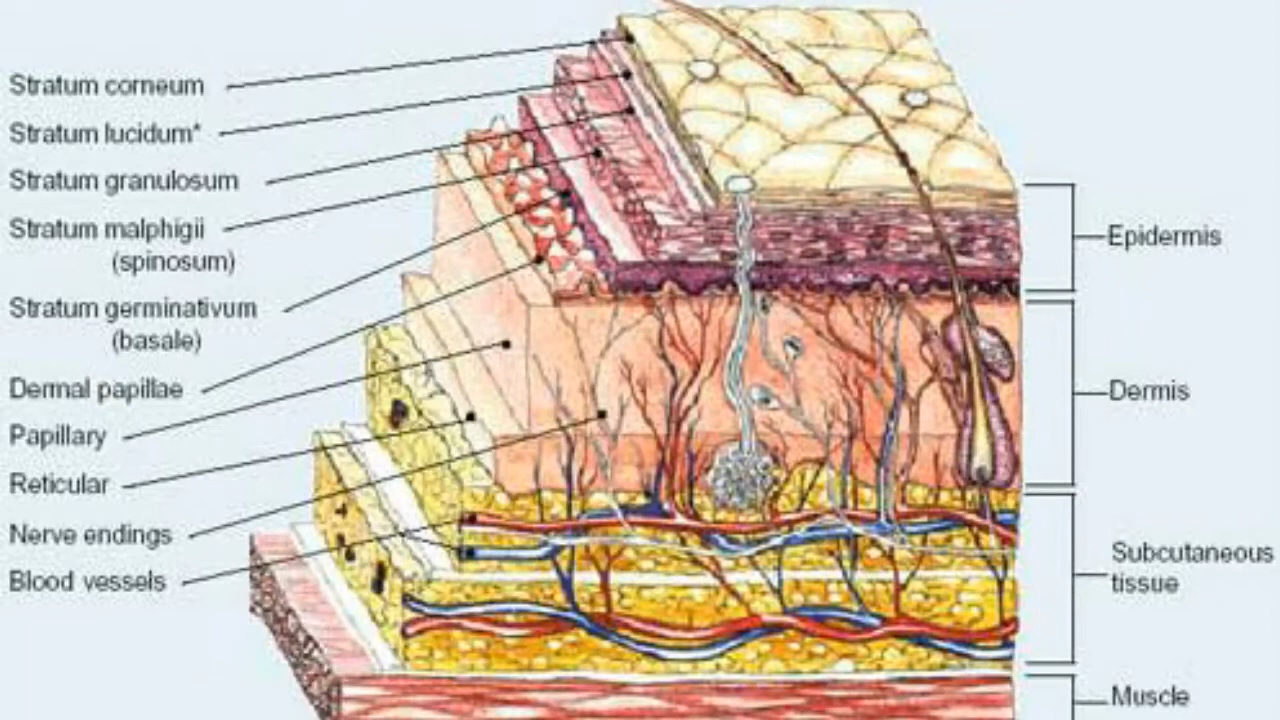 Stratum corneum
Stratum lucidum*
Stratum granulosum
Stratum malphigii
(spinosum)
Stratum germinativum
(basale)
Dermal papillae
Papillary
Reticular
Nerve endings
Blood vessels
Epidermis
Dermis
Subcutaneous
tissue
Muscle